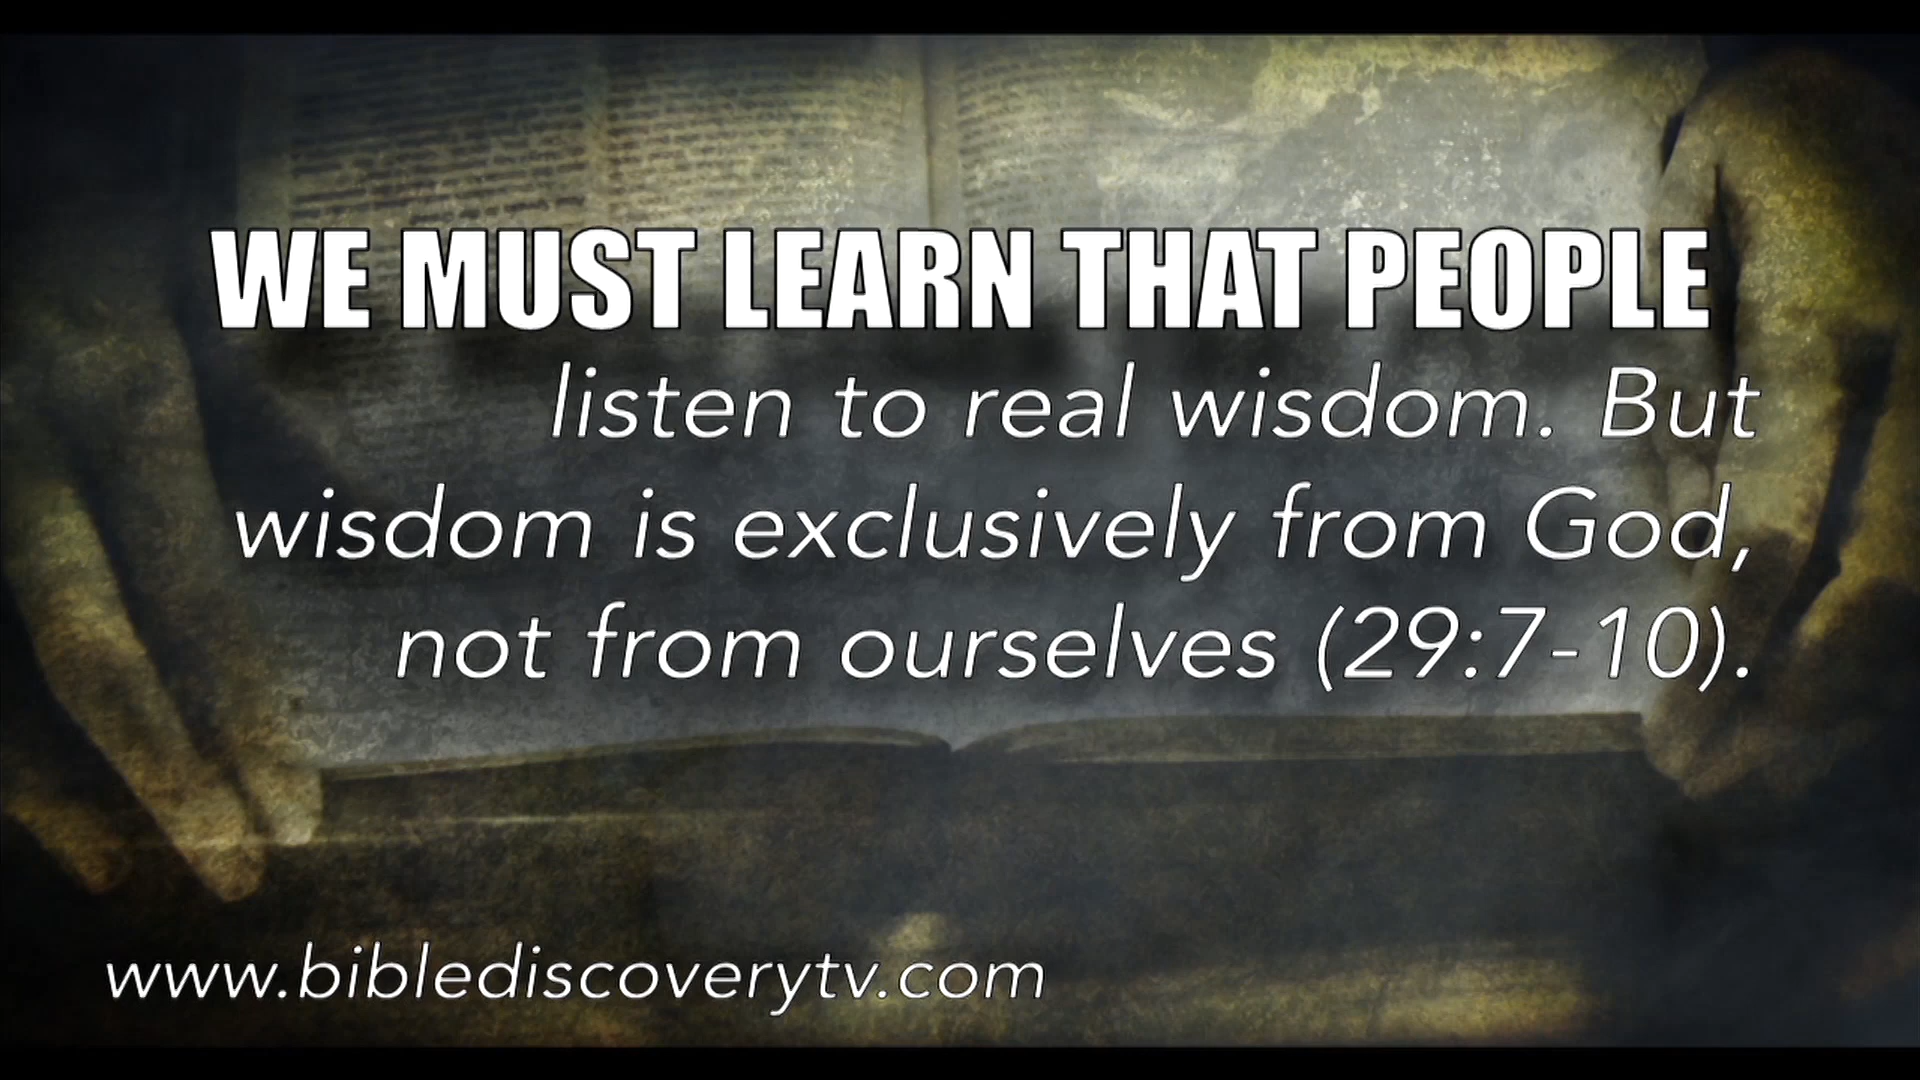 WE MUST LEARN THAT PEOPLE
listen to real wisdom. But
wisdom is exclusively from God,
not from ourselves (29:7-10).
www.biblediscoverytv.com